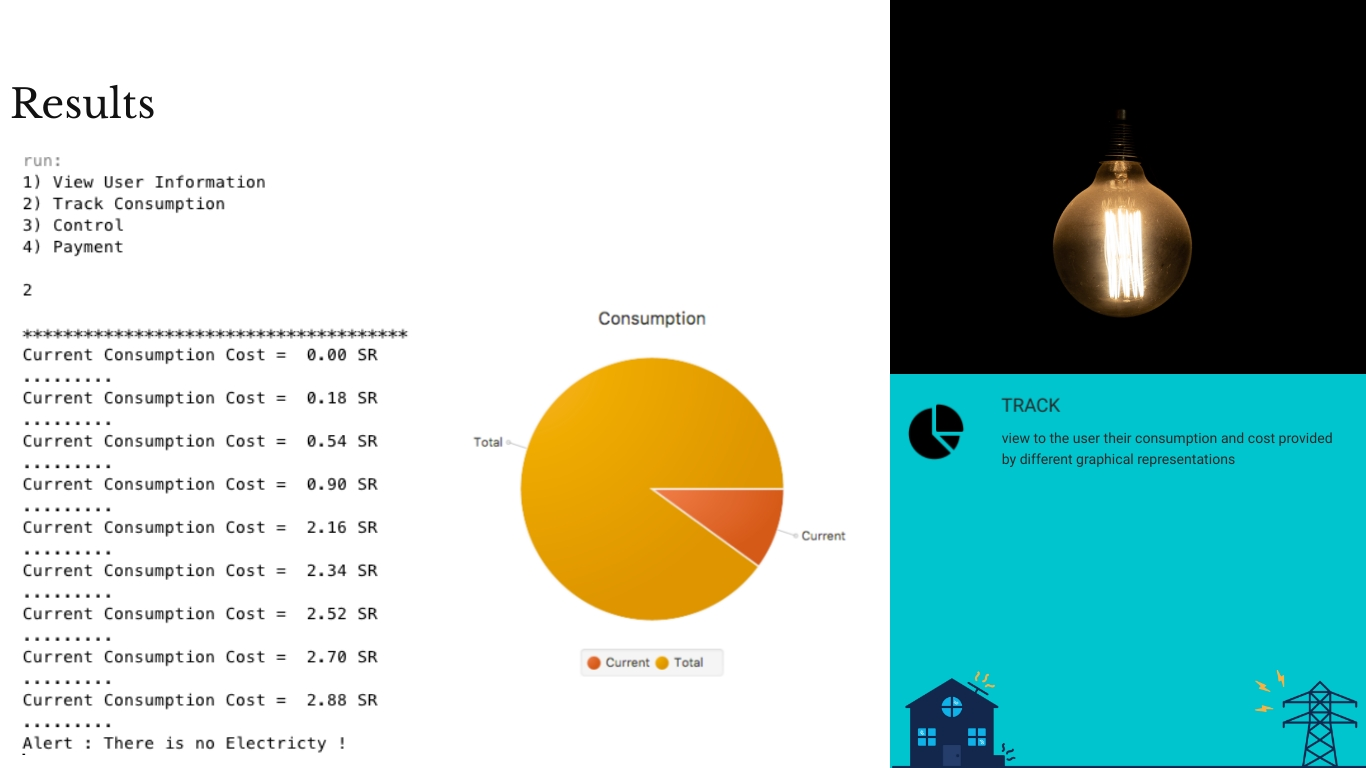 Results
run:
1) View User Information
2) Track Consumption
3) Control
4) Payment
2
**************************************
Current Consumption Cost =  0.00 SR
.........
Current Consumption Cost =  0.18 SR
.........
Current Consumption Cost =  0.54 SR
.........
Current Consumption Cost =  0.90 SR
.........
Current Consumption Cost =  2.16 SR
.........
Current Consumption Cost =  2.34 SR
.........
Current Consumption Cost =  2.52 SR
.........
Current Consumption Cost =  2.70 SR
.........
Current Consumption Cost =  2.88 SR
.........
Alert : There is no Electricty !
Consumption
Total
Current
Current Total
TRACK
view to the user their consumption and cost provided
by different graphical representations